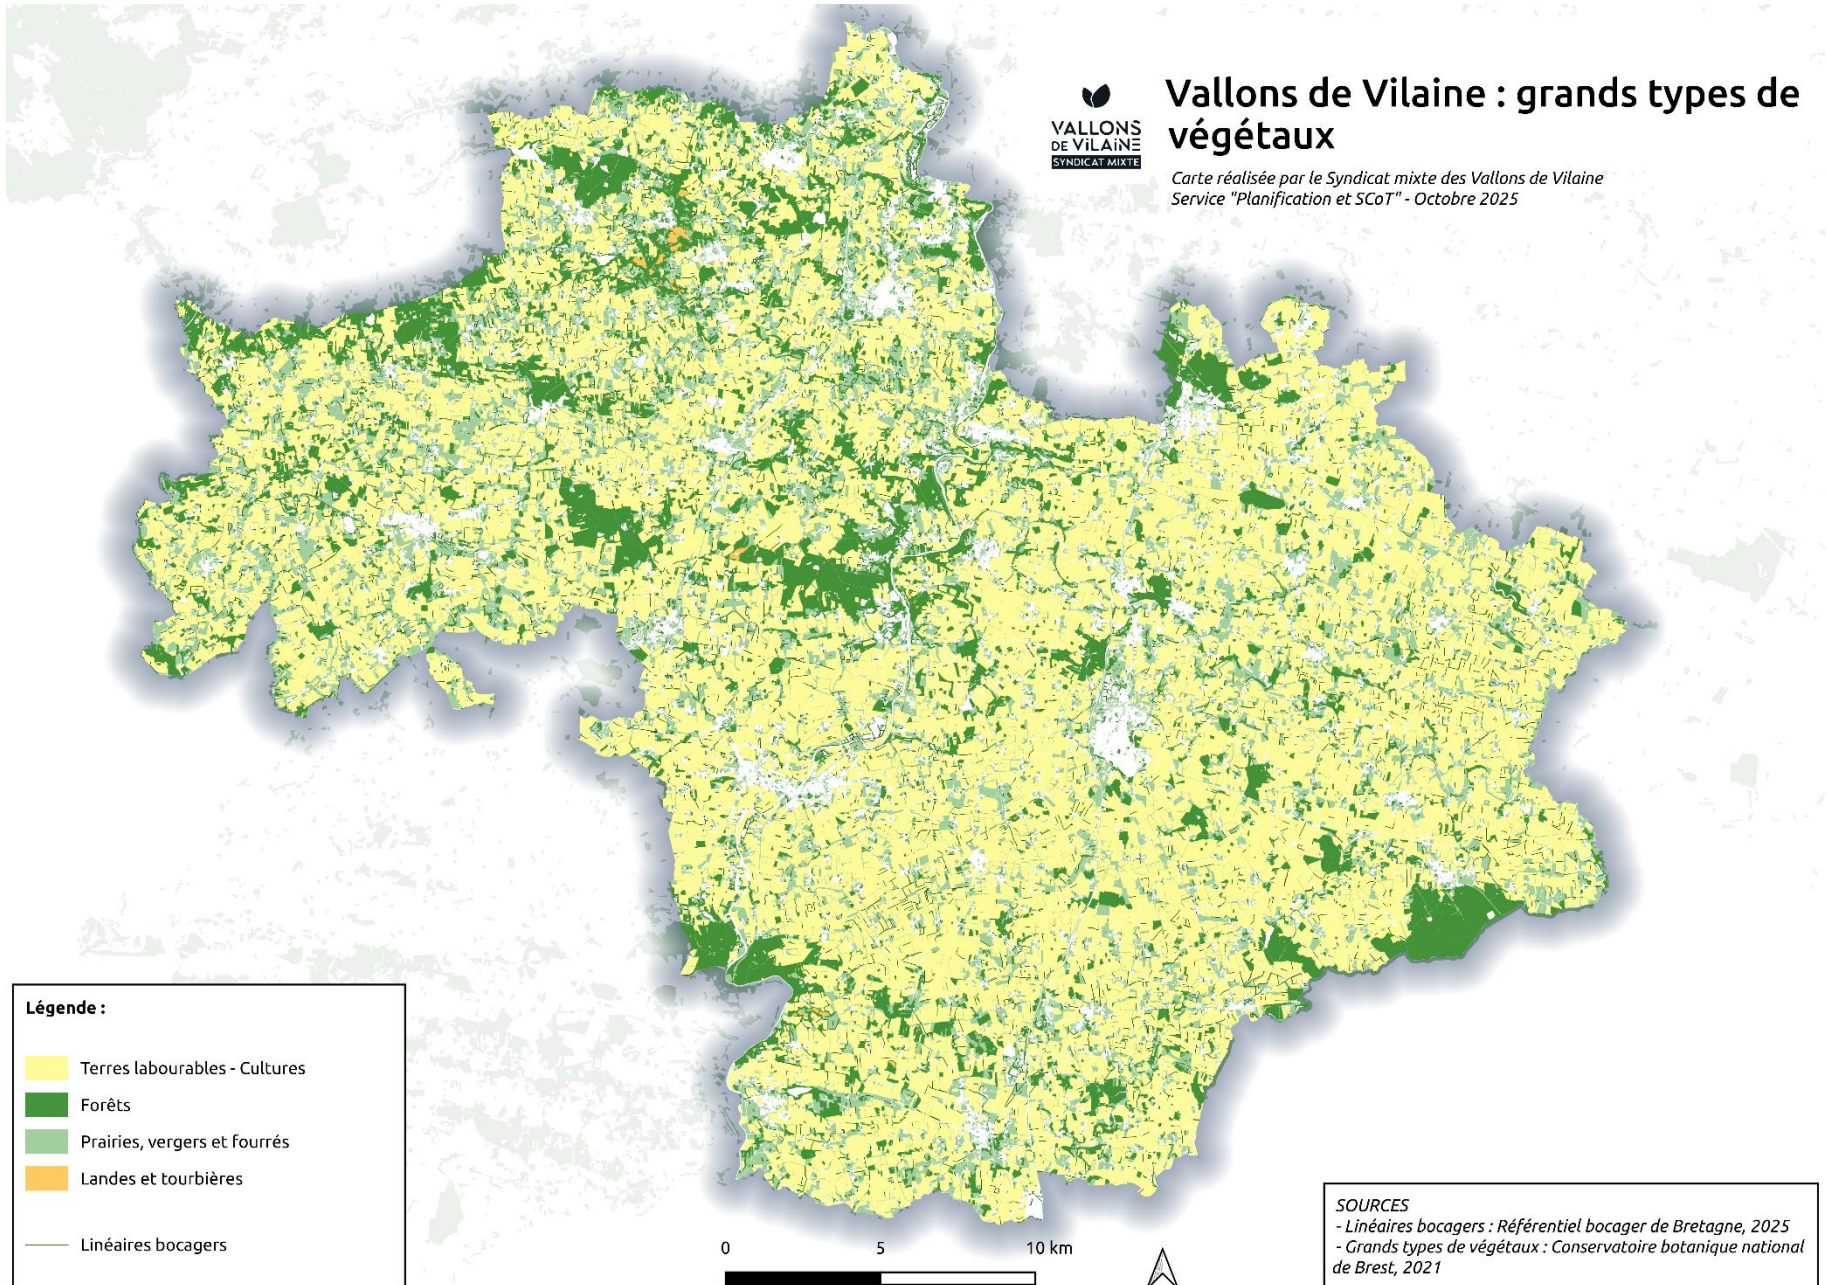 VALLONS
DE VILAINE
SYNDICAT MIXTE
Vallons de Vilaine : grands types de
végétaux
Carte réalisée par le Syndicat mixte des Vallons de Vilaine
Service "Planification et SCoT" - Octobre 2025
Légende :
Terres labourables - Cultures
Forêts
Prairies, vergers et fourrés
Landes et tourbières
Linéaires bocagers
0 5 10 km
SOURCES
- Linéaires bocagers : Référentiel bocager de Bretagne, 2025
- Grands types de végétaux : Conservatoire botanique national
de Brest, 2021